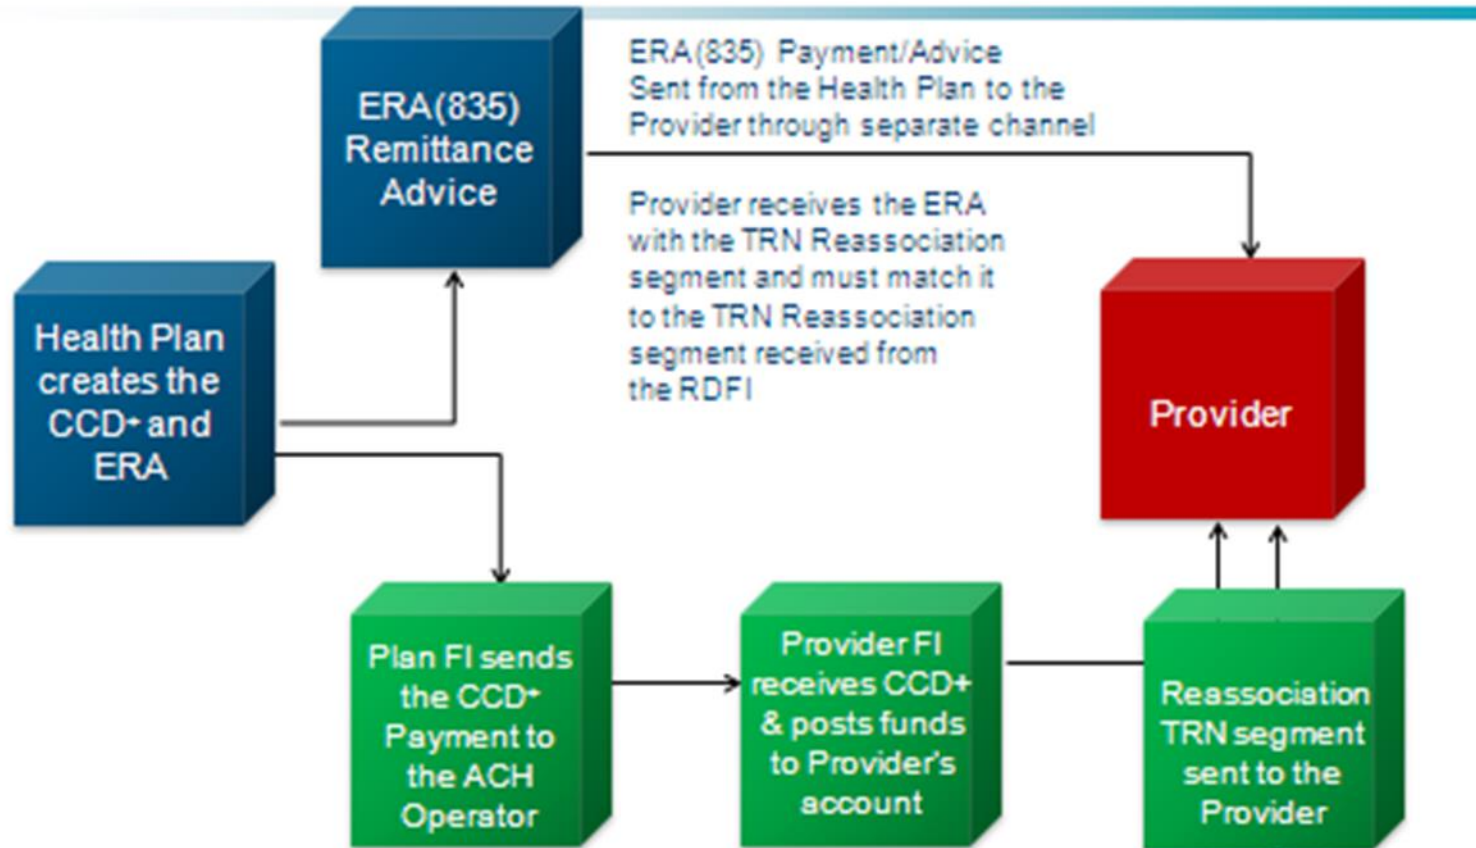 ERA(835)
Remittance
Advice
ERA(835) Payment/Advice
Sent from the Health Plan to the
Provider through separate channel
Provider receives the ERA
with the TRN Reassociation
segment and must match it
to the TRN Reassociation
segment received from
the RDFI
Health Plan
creates the
CCD+ and
ERA
Provider
Plan FI sends
the CCD+
Payment to
the ACH
Operator
Provider FI
receives CCD+
& posts funds
to Provider's
account
Reassociation
TRN segment
sent to the
Provider